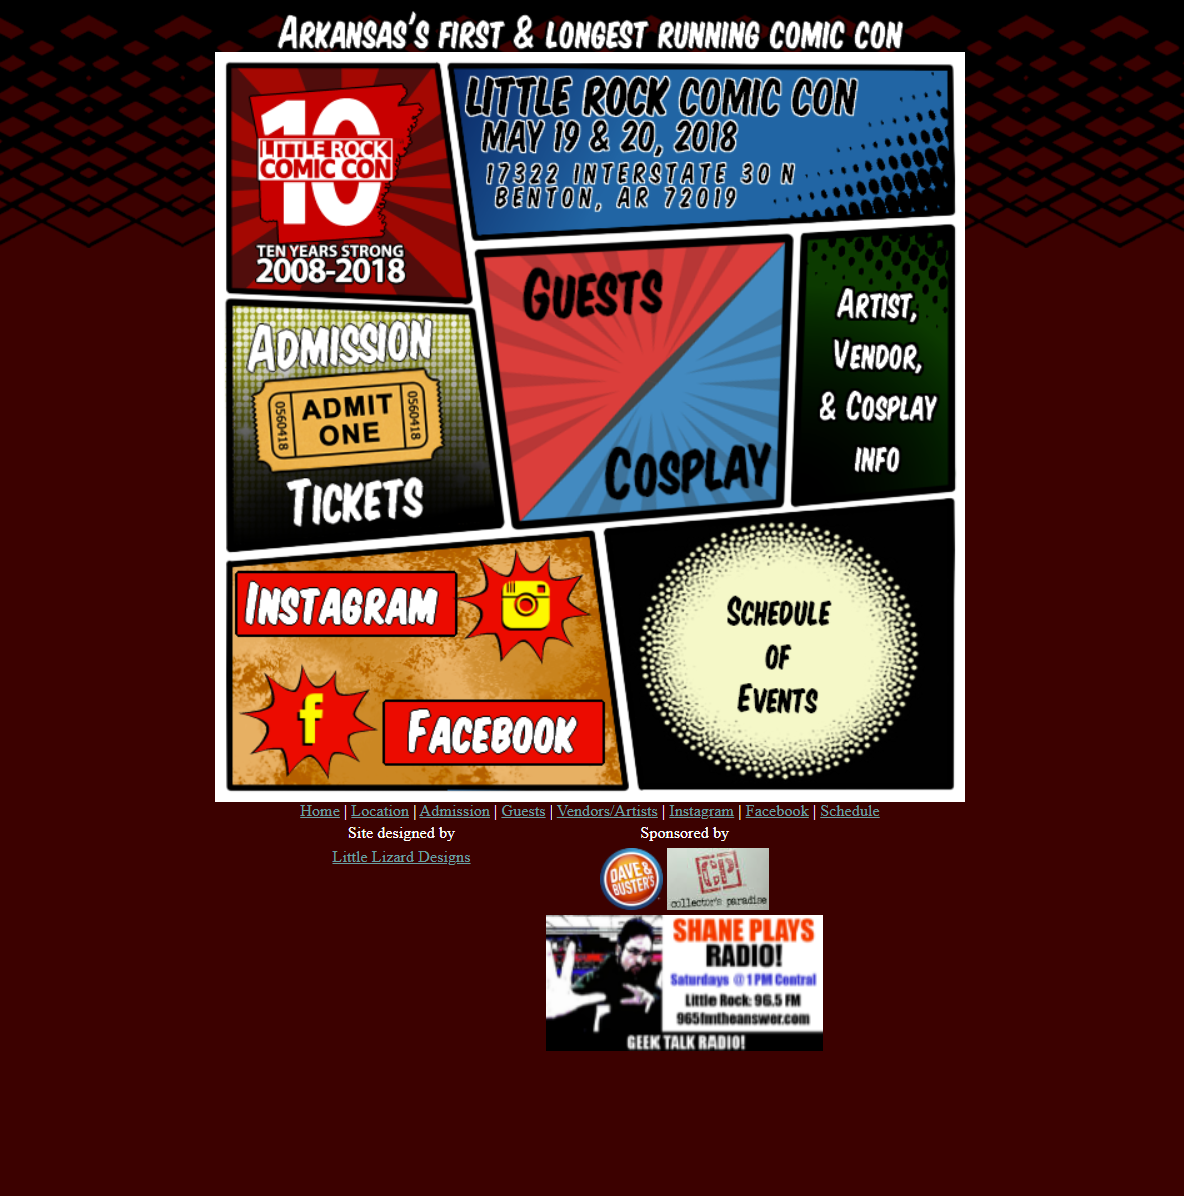 Arkansas's first & longest running comic con
10
LITTLE ROCK
COMIC CON
TEN YEARS STRONG
2008-2018
LITTLE ROCK COMIC CON
MAY 19 & 20, 2018
17322 INTERSTATE 30 N
BENTON, AR 72019
Guests
Cosplay
Artist,
Vendor,
& Cosplay
info
Admission
0560418
ADMIT
ONE
0560418
Tickets
Instagram
f
Facebook
Schedule
of
Events
Home | Location | Admission | Guests | Vendors/Artists | Instagram | Facebook | Schedule
Site designed by
Little Lizard Designs
Sponsored by
DAVE &
BUSTER'S
CP
collector's paradise
SHANE PLAYS
RADIO!
Saturdays @ 1 PM Central
Little Rock: 96.5 FM
965fmtheanswer.com
GEEK TALK RADIO!